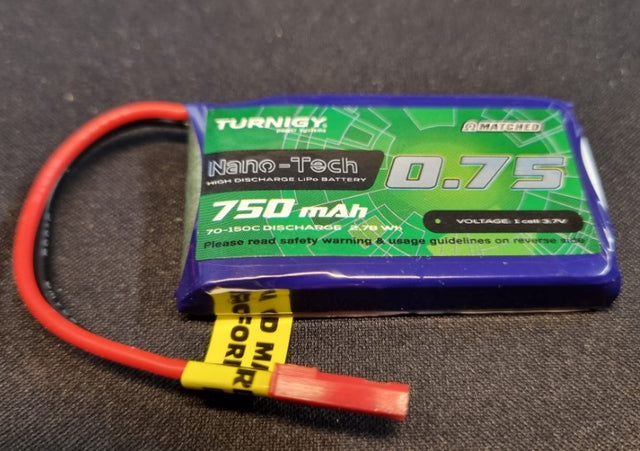 TURNIGY
power systems
MATCHED
Nano-Tech
0.75
HIGH DISCHARGE LiPo BATTERY
750 mAh
70-150C DISCHARGE 2.78 Wh
VOLTAGE: 1 cell 3.7V
Please read safety warning & usage guidelines on reverse side